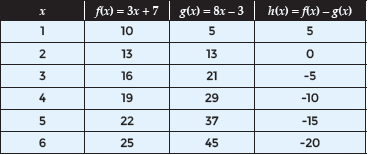 x f(x) = 3x + 7 g(x) = 8x – 3 h(x) = f(x) – g(x)
1 10 5 5
2 13 13 0
3 16 21 -5
4 19 29 -10
5 22 37 -15
6 25 45 -20